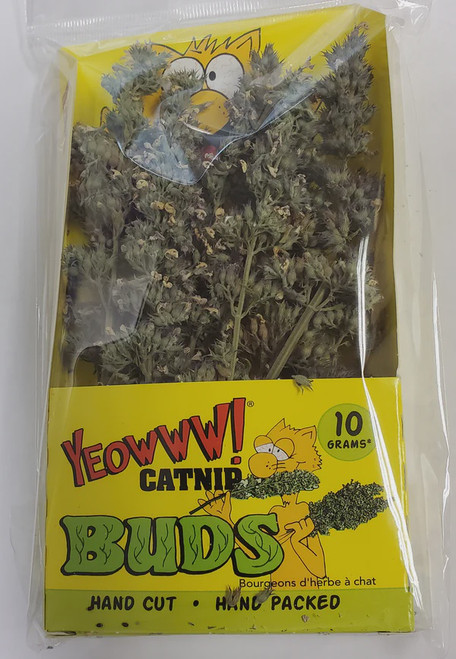 YEOWWW!®
CATNIP
10
GRAMS®
BUDS
Bourgeons d'herbe à chat
HAND CUT • HAND PACKED